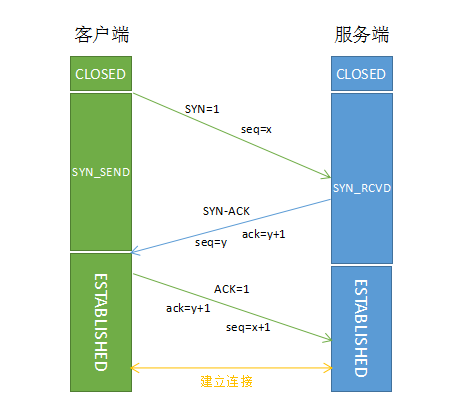 客户端
服务端
CLOSED
CLOSED
SYN=1
seq=x
SYN_SEND
SYN_RCVD
SYN-ACK
seq=y
ack=y+1
ESTABLISHED
ESTABLISHED
ACK=1
ack=y+1
seq=x+1
建立连接